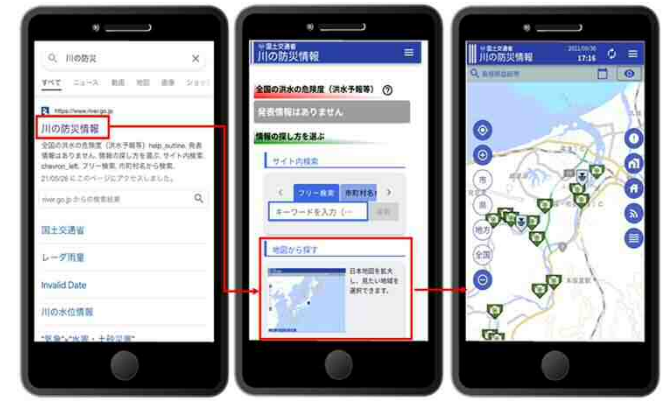 川の防災
すべて
ニュース
動画
地図
画像
ショッ
https://www.river.go.jp
川の防災情報
全国の洪水の危険度（洪水予報等）help_outline. 発表
情報はありません. 情報の探し方を選ぶ. サイト内検索.
chevron_left. フリー検索. 市町村名から検索.
21/05/26 にこのページにアクセスしました。
river.go.jp からの検索結果
国土交通省
レーダ雨量
Invalid Date
川の水位情報
国土交通省
川の防災情報
全国の洪水の危険度（洪水予報等）
発表情報はありません
情報の探し方を選ぶ
サイト内検索
フリー検索
市町村名
キーワードを入力（…
検索
地図から探す
日本地図を拡大
し、見たい地域を
選択できます。
国土交通省
川の防災情報
2021/09/30
17:16
市
県
地方
全国